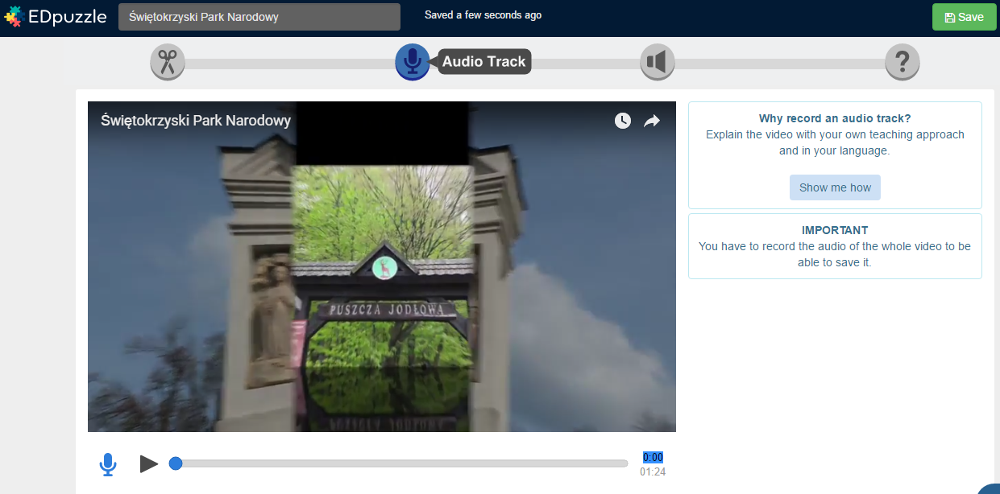 EDpuzzle
Świętokrzyski Park Narodowy
Saved a few seconds ago
Save
Audio Track
?
Świętokrzyski Park Narodowy
PUSZCZA JODŁOWA
0:00
01:24
Why record an audio track?
Explain the video with your own teaching approach
and in your language.
Show me how
IMPORTANT
You have to record the audio of the whole video to be
able to save it.